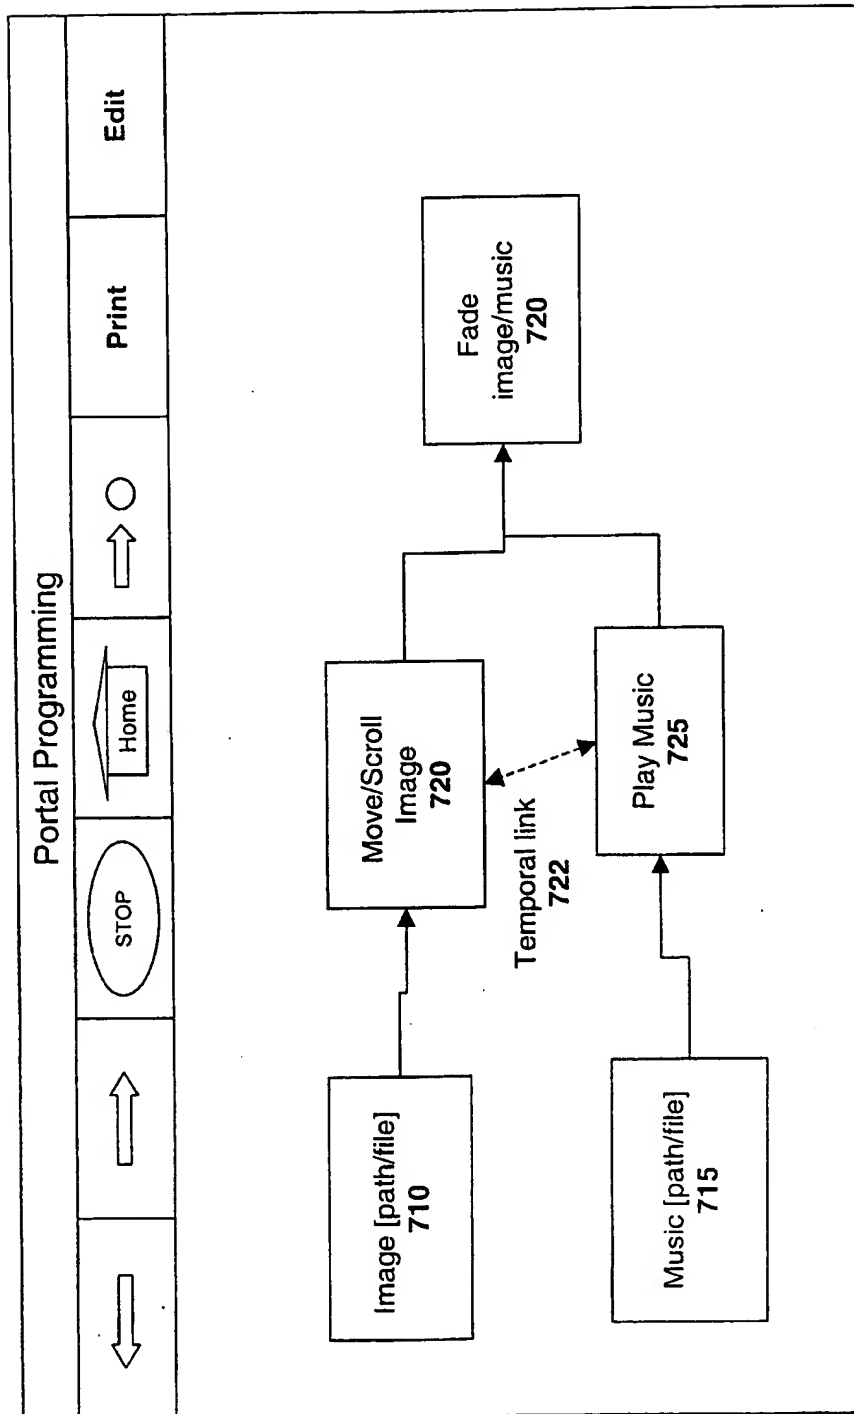 Portal Programming
STOP
Home
Print
Edit
Image [path/file]
710
Move/Scroll
Image
720
Temporal link
722
Fade
image/music
720
Music [path/file]
715
Play Music
725